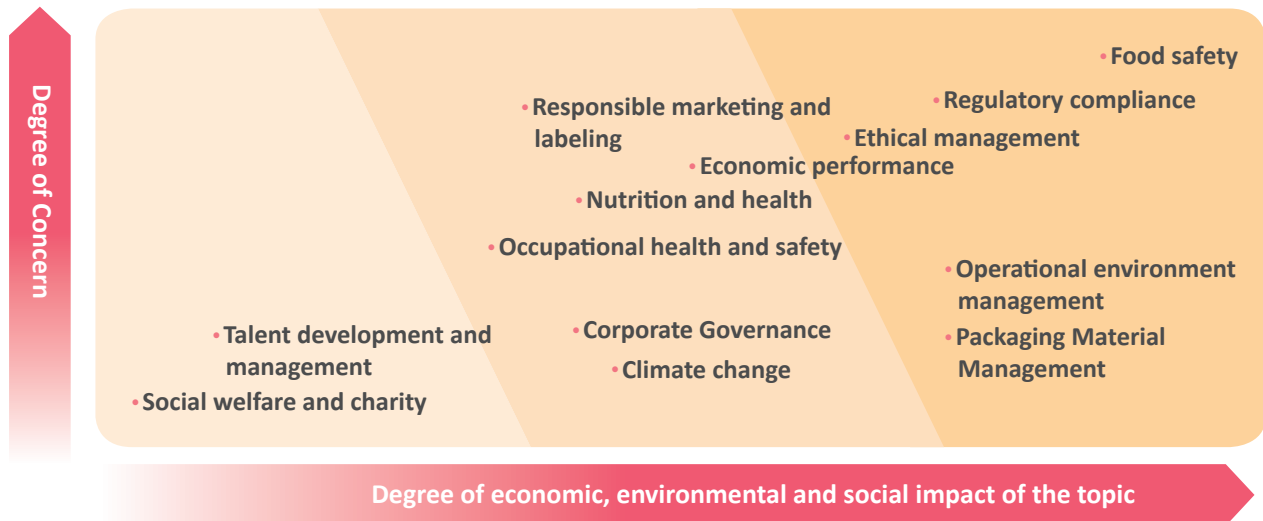 Degree of Concern
• Food safety
• Regulatory compliance
• Responsible marketing and
labeling
• Ethical management
• Economic performance
• Nutrition and health
• Occupational health and safety
• Operational environment
management
• Talent development and
management
• Corporate Governance
• Packaging Material
Management
• Climate change
• Social welfare and charity
Degree of economic, environmental and social impact of the topic